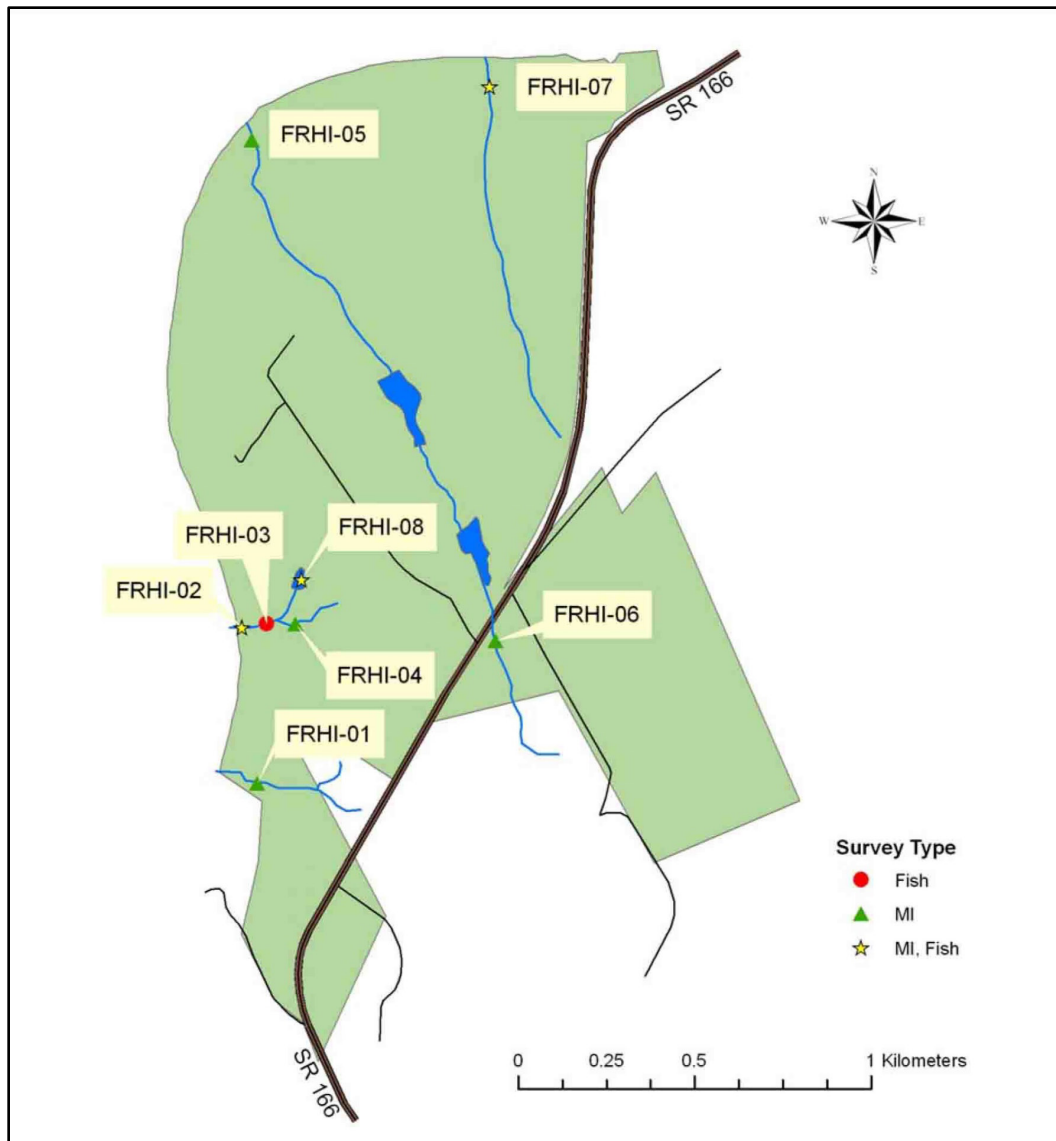 FRHI-07
SR 166
FRHI-05
N
W E
S
FRHI-03
FRHI-08
FRHI-02
FRHI-06
FRHI-04
FRHI-01
Survey Type
Fish
MI
MI, Fish
0 0.25 0.5 1 Kilometers
SR 166